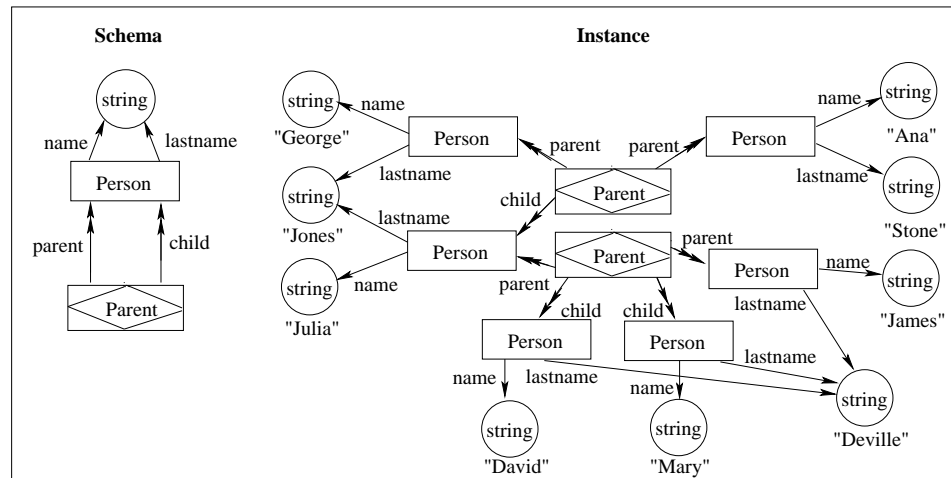 Schema
string
name
lastname
Person
parent
child
Parent
Instance
string
name
"George"
Person
lastname
parent
parent
Person
name
string
"Ana"
lastname
string
"Stone"
Parent
child
string
"Jones"
lastname
Person
name
string
"Julia"
Parent
parent
parent
Person
name
string
"James"
lastname
child
child
Person
Person
name
lastname
name
lastname
string
"David"
string
"Mary"
string
"Deville"